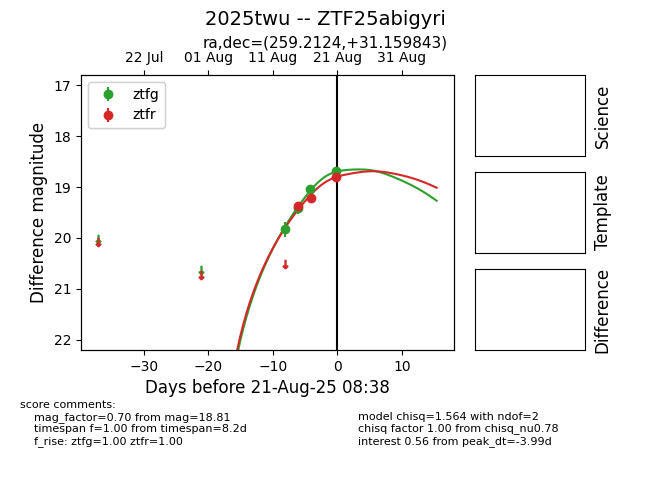 2025twu -- ZTF25abigyri
ra,dec=(259.2124,+31.159843)
22 Jul 01 Aug 11 Aug 21 Aug 31 Aug
ztfg
ztfr
17
18
19
20
21
22
Difference magnitude
−30 −20 −10 0 10
Days before 21-Aug-25 08:38
Science
Template
Difference
score comments:
mag_factor=0.70 from mag=18.81
timespan f=1.00 from timespan=8.2d
f_rise: ztfg=1.00 ztfr=1.00
model chisq=1.564 with ndof=2
chisq factor 1.00 from chisq_nu0.78
interest 0.56 from peak_dt=-3.99d